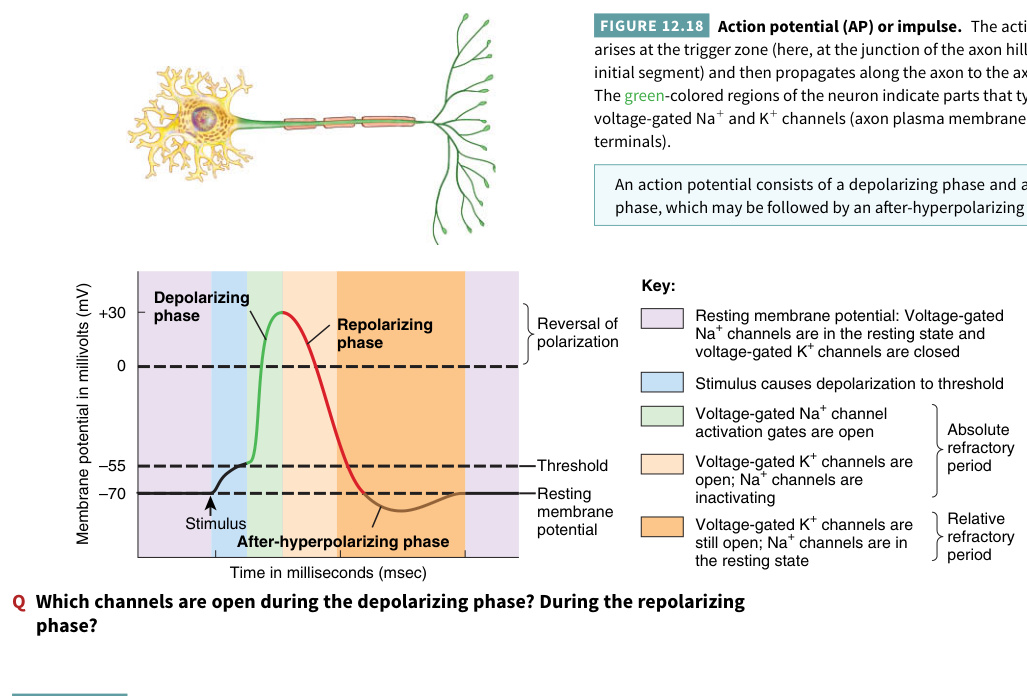 FIGURE 12.18 Action potential (AP) or impulse. The acti
arises at the trigger zone (here, at the junction of the axon hill
initial segment) and then propagates along the axon to the ax
The green-colored regions of the neuron indicate parts that ty
voltage-gated Na⁺ and K⁺ channels (axon plasma membrane
terminals).
An action potential consists of a depolarizing phase and a
phase, which may be followed by an after-hyperpolarizing
Membrane potential in millivolts (mV)
+30
0
–55
–70
Depolarizing
phase
Repolarizing
phase
Reversal of
polarization
Threshold
Resting
membrane
potential
Stimulus
After-hyperpolarizing phase
Time in milliseconds (msec)
Key:
Resting membrane potential: Voltage-gated
Na⁺ channels are in the resting state and
voltage-gated K⁺ channels are closed
Stimulus causes depolarization to threshold
Voltage-gated Na⁺ channel
activation gates are open
Voltage-gated K⁺ channels are
open; Na⁺ channels are
inactivating
Absolute
refractory
period
Voltage-gated K⁺ channels are
still open; Na⁺ channels are in
the resting state
Relative
refractory
period
Q Which channels are open during the depolarizing phase? During the repolarizing
phase?